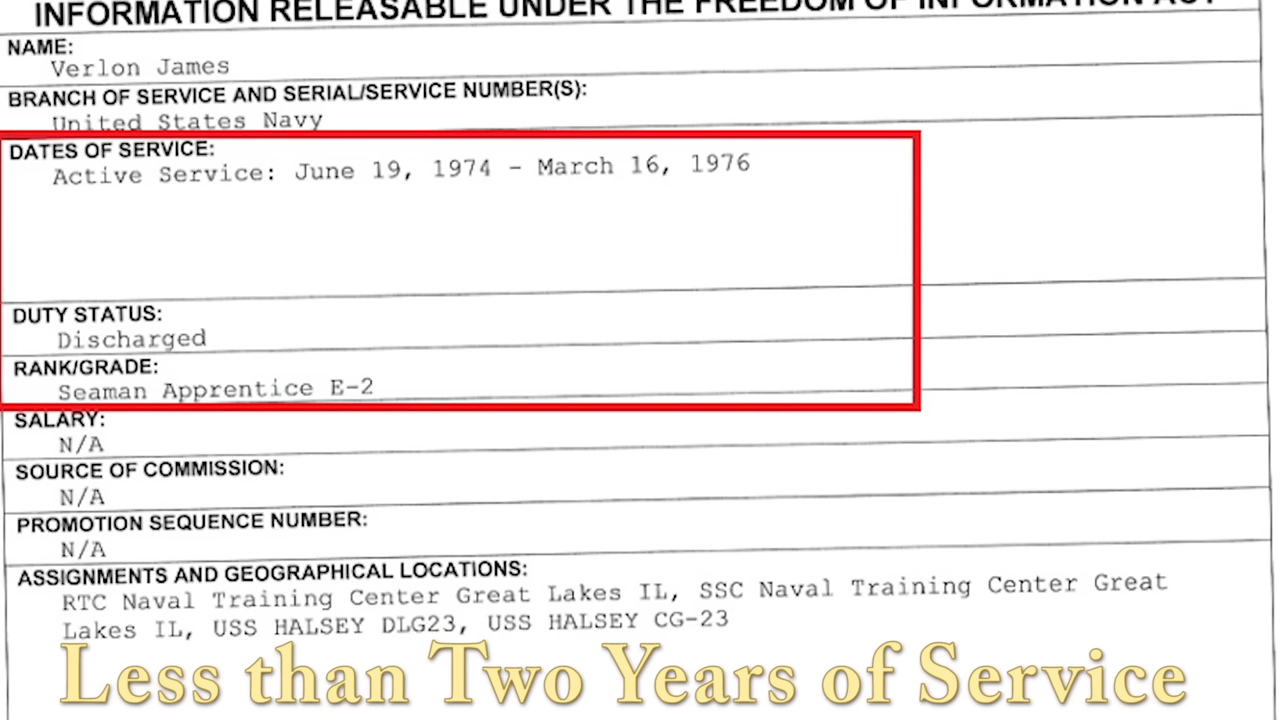 INFORMATION RELEASABLE UNDER THE FREEDOM OF INFORMATION ACT
NAME:
Verlon James
BRANCH OF SERVICE AND SERIAL/SERVICE NUMBER(S):
United States Navy
DATES OF SERVICE:
Active Service: June 19, 1974 - March 16, 1976
DUTY STATUS:
Discharged
RANK/GRADE:
Seaman Apprentice E-2
SALARY:
N/A
SOURCE OF COMMISSION:
N/A
PROMOTION SEQUENCE NUMBER:
N/A
ASSIGNMENTS AND GEOGRAPHICAL LOCATIONS:
RTC Naval Training Center Great Lakes IL, SSC Naval Training Center Great
Lakes IL, USS HALSEY DLG23, USS HALSEY CG-23
Less than Two Years of Service